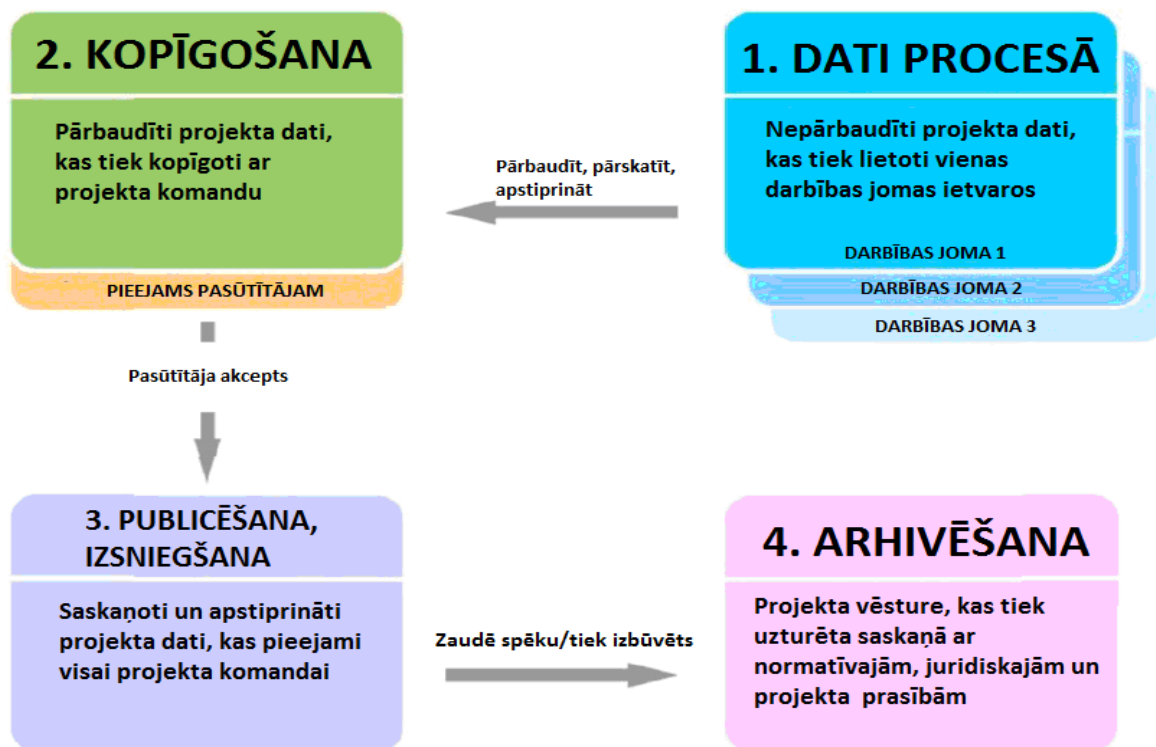 2. KOPĪGOŠANA
Pārbaudīti projekta dati,
kas tiek kopīgoti ar
projekta komandu
PIEEJAMS PASŪTĪTĀJAM
1. DATI PROCESĀ
Nepārbaudīti projekta dati,
kas tiek lietoti vienas
darbības jomas ietvaros
DARBĪBAS JOMA 1
DARBĪBAS JOMA 2
DARBĪBAS JOMA 3
Pārbaudīt, pārskatīt,
apstiprināt
Pasūtītāja akcepts
3. PUBLICĒŠANA,
IZSNIEGŠANA
Saskaņoti un apstiprināti
projekta dati, kas pieejami
visai projekta komandai
Zaudē spēku/tiek izbūvēts
4. ARHIVĒŠANA
Projekta vēsture, kas tiek
uzturēta saskaņā ar
normatīvajām, juridiskajām un
projekta prasībām